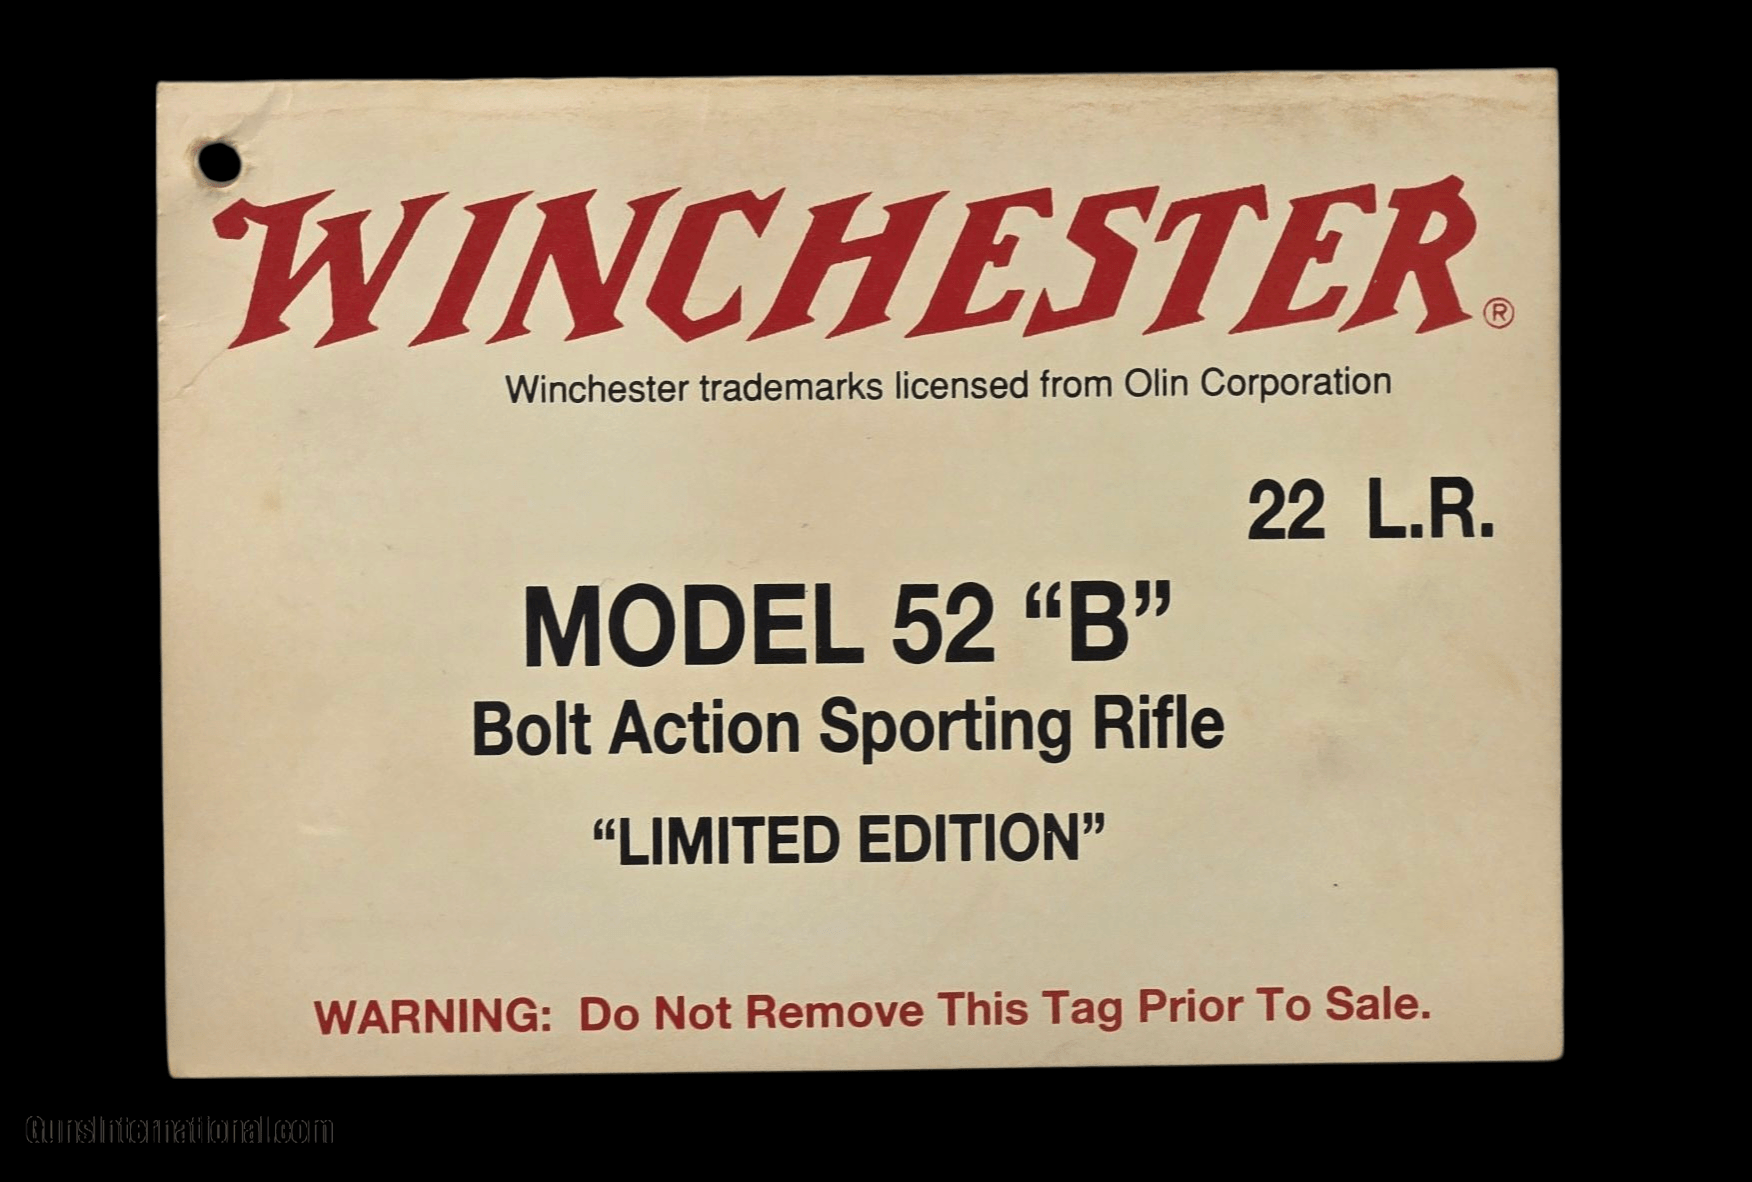 WINCHESTER®
Winchester trademarks licensed from Olin Corporation
22 L.R.
MODEL 52 “B”
Bolt Action Sporting Rifle
“LIMITED EDITION”
WARNING: Do Not Remove This Tag Prior To Sale.
GunsInternational.com